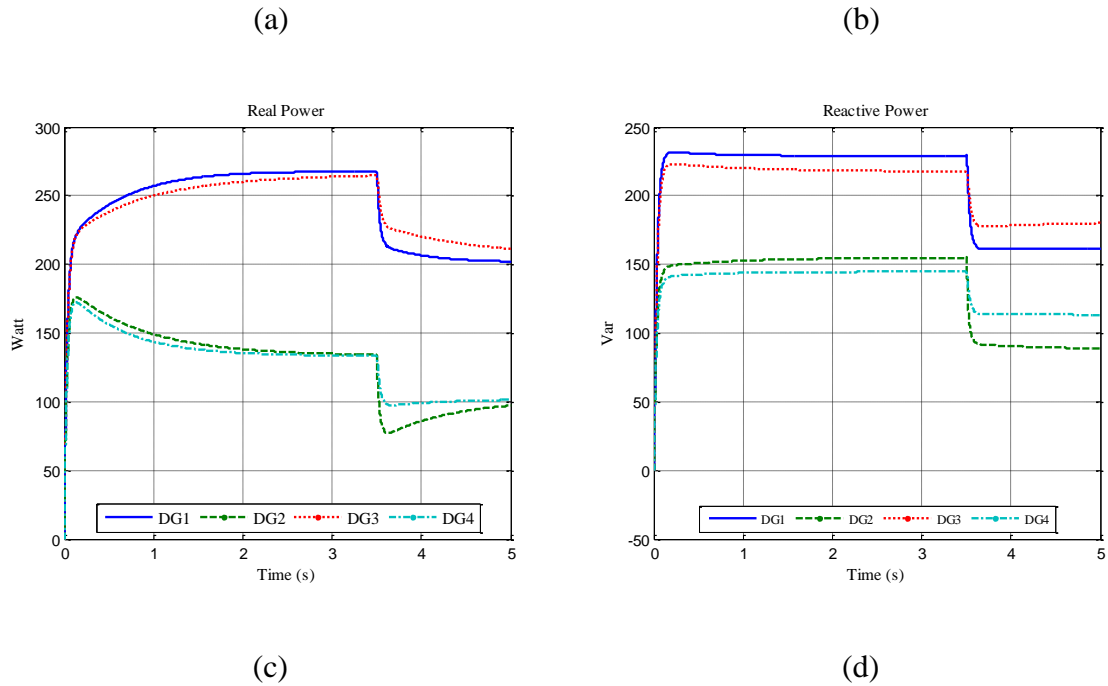 (a) (b)
Real Power
300
250
200
150
100
50
0
Watt
0 1 2 3 4 5
Time (s)
DG1 DG2 DG3 DG4
Reactive Power
250
200
150
100
50
0
-50
Var
0 1 2 3 4 5
Time (s)
DG1 DG2 DG3 DG4
(c) (d)